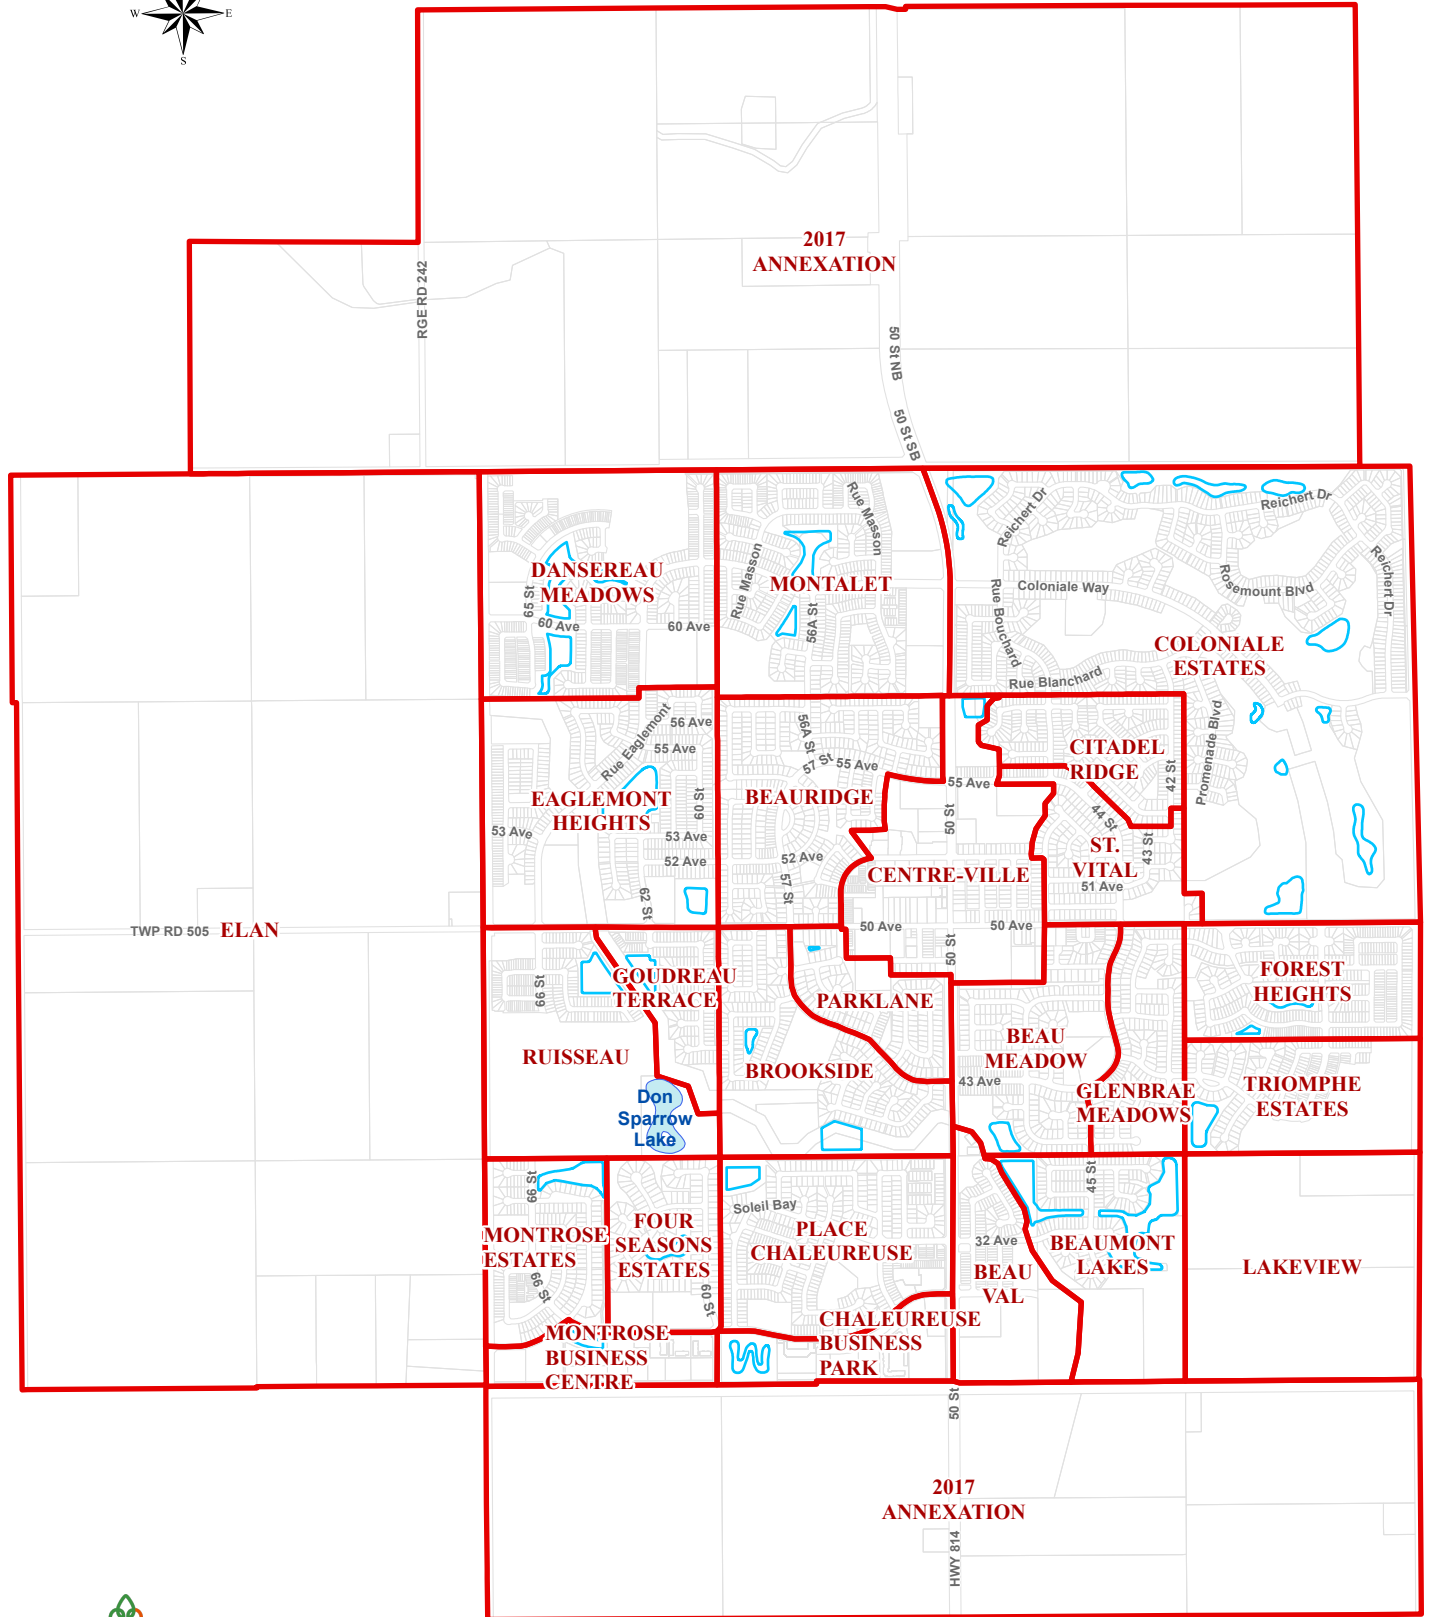 W E
S
2017
ANNEXATION
RGE RD 242
50 St NB
50 St SB
Rue Masson
Rue Masson
Reichert Dr
Reichert Dr
Reichert Dr
DANSEREAU
MEADOWS
65 St
60 Ave
60 Ave
MONTALET
56A St
Coloniale Way
Rosemount Blvd
Rue Bouchard
Rue Blanchard
COLONIALE
ESTATES
Promenade Blvd
Rue Eaglemont
56 Ave
55 Ave
EAGLEMONT
HEIGHTS
60 St
53 Ave
53 Ave
52 Ave
62 St
56A St
57 St
55 Ave
BEAURIDGE
52 Ave
57 St
55 Ave
50 St
CITADEL
RIDGE
42 St
44 St
43 St
ST.
VITAL
51 Ave
CENTRE-VILLE
50 Ave
50 Ave
50 St
TWP RD 505
ELAN
66 St
GOUDREAU
TERRACE
RUISSEAU
Don
Sparrow
Lake
PARKLANE
BROOKSIDE
BEAU
MEADOW
43 Ave
GLENBRAE
MEADOWS
FOREST
HEIGHTS
TRIOMPHE
ESTATES
66 St
MONTROSE
ESTATES
66 St
FOUR
SEASONS
ESTATES
60 St
Soleil Bay
PLACE
CHALEUREUSE
32 Ave
BEAU
VAL
45 St
BEAUMONT
LAKES
LAKEVIEW
MONTROSE
BUSINESS
CENTRE
CHALEUREUSE
BUSINESS
PARK
50 St
2017
ANNEXATION
HWY 814